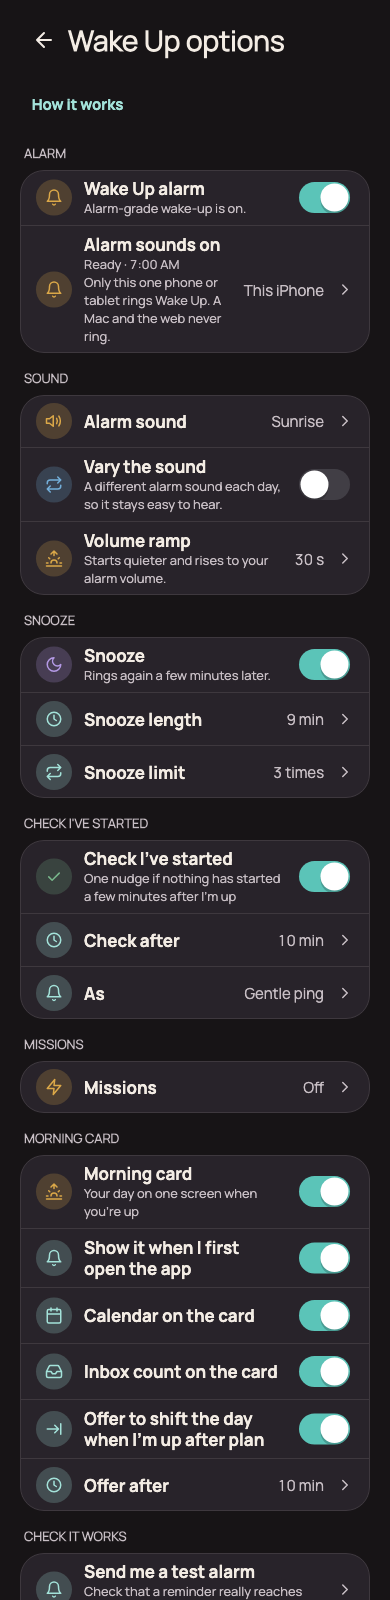 Wake Up options
How it works
ALARM
Wake Up alarm
Alarm-grade wake-up is on.
Alarm sounds on
Ready · 7:00 AM
Only this one phone or
tablet rings Wake Up. A
Mac and the web never
ring.
This iPhone
SOUND
Alarm sound
Sunrise
Vary the sound
A different alarm sound each day,
so it stays easy to hear.
Volume ramp
Starts quieter and rises to your
alarm volume.
30 s
SNOOZE
Snooze
Rings again a few minutes later.
Snooze length
9 min
Snooze limit
3 times
CHECK I'VE STARTED
Check I've started
One nudge if nothing has started
a few minutes after I'm up
Check after
10 min
As
Gentle ping
MISSIONS
Missions
Off
MORNING CARD
Morning card
Your day on one screen when
you're up
Show it when I first
open the app
Calendar on the card
Inbox count on the card
Offer to shift the day
when I'm up after plan
Offer after
10 min
CHECK IT WORKS
Send me a test alarm
Check that a reminder really reaches